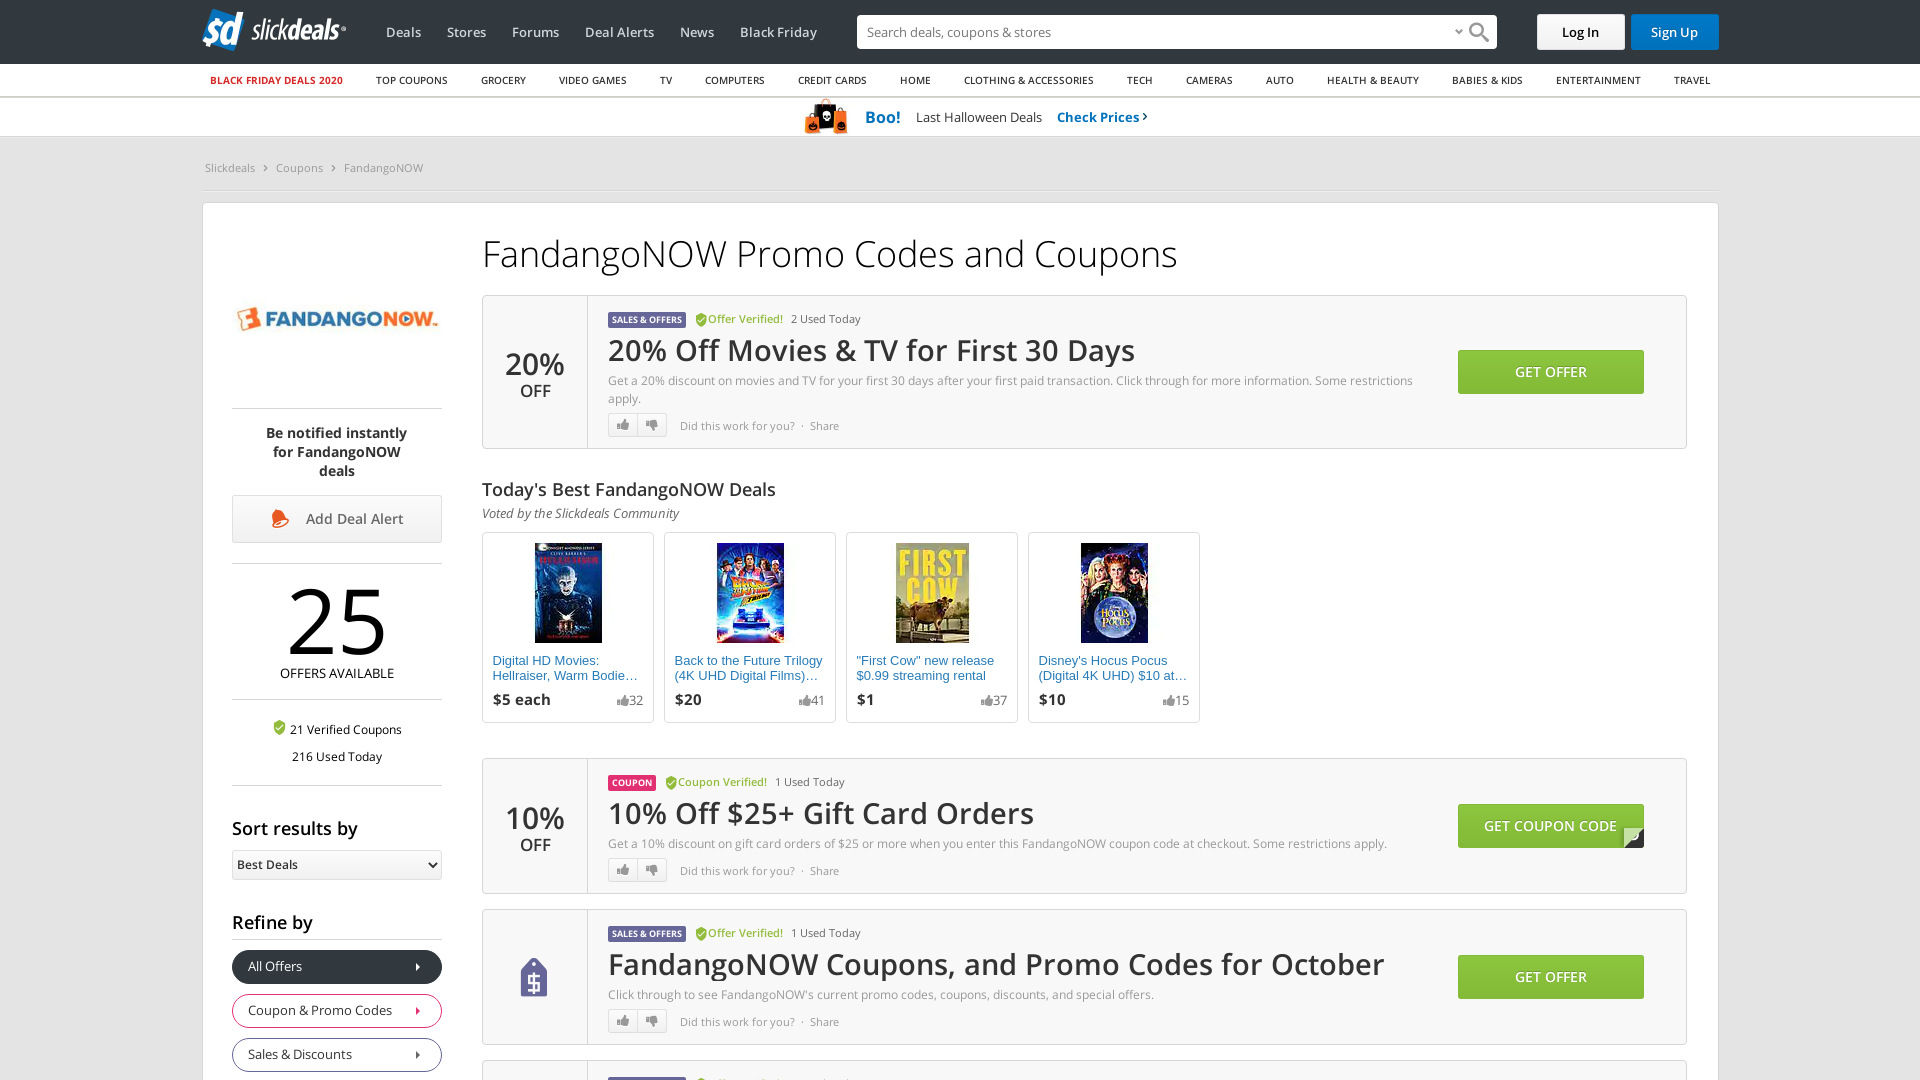 slickdeals
Deals
Stores
Forums
Deal Alerts
News
Black Friday
Search deals, coupons & stores
Log In
Sign Up
BLACK FRIDAY DEALS 2020
TOP COUPONS
GROCERY
VIDEO GAMES
TV
COMPUTERS
CREDIT CARDS
HOME
CLOTHING & ACCESSORIES
TECH
CAMERAS
AUTO
HEALTH & BEAUTY
BABIES & KIDS
ENTERTAINMENT
TRAVEL
Boo! Last Halloween Deals Check Prices
Slickdeals
Coupons
FandangoNOW
FANDANGONOW
Be notified instantly
for FandangoNOW
deals
Add Deal Alert
25
OFFERS AVAILABLE
21 Verified Coupons
216 Used Today
Sort results by
Best Deals
Refine by
All Offers
Coupon & Promo Codes
Sales & Discounts
FandangoNOW Promo Codes and Coupons
20%
OFF
SALES & OFFERS Offer Verified! 2 Used Today
20% Off Movies & TV for First 30 Days
Get a 20% discount on movies and TV for your first 30 days after your first paid transaction. Click through for more information. Some restrictions
apply.
Did this work for you? · Share
GET OFFER
Today's Best FandangoNOW Deals
Voted by the Slickdeals Community
Digital HD Movies:
Hellraiser, Warm Bodie…
$5 each 32
Back to the Future Trilogy
(4K UHD Digital Films)…
$20 41
FIRST
COW
"First Cow" new release
$0.99 streaming rental
$1 37
Hocus
Pocus
Disney's Hocus Pocus
(Digital 4K UHD) $10 at…
$10 15
10%
OFF
COUPON Coupon Verified! 1 Used Today
10% Off $25+ Gift Card Orders
Get a 10% discount on gift card orders of $25 or more when you enter this FandangoNOW coupon code at checkout. Some restrictions apply.
Did this work for you? · Share
GET COUPON CODE
SALES & OFFERS Offer Verified! 1 Used Today
FandangoNOW Coupons, and Promo Codes for October
Click through to see FandangoNOW's current promo codes, coupons, discounts, and special offers.
Did this work for you? · Share
GET OFFER